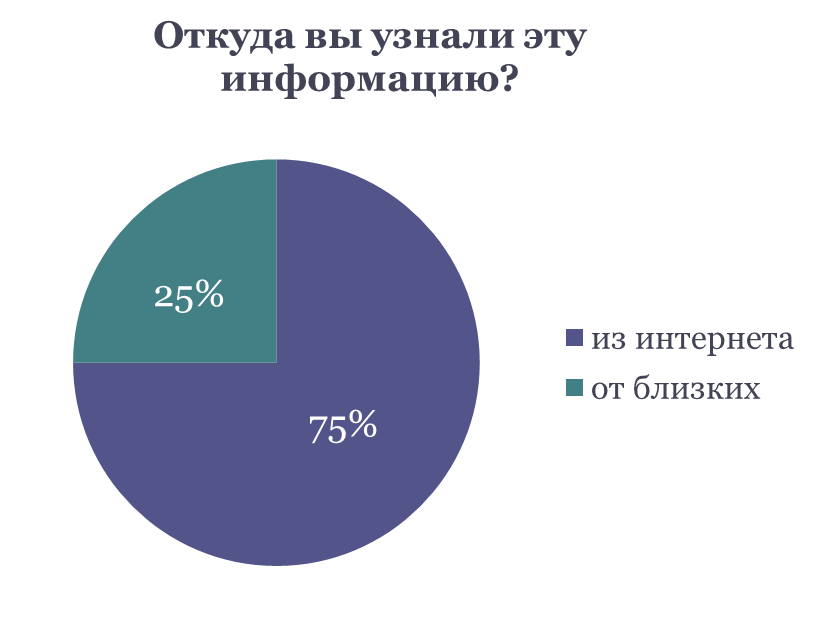 Откуда вы узнали эту
информацию?
25%
75%
из интернета
от близких